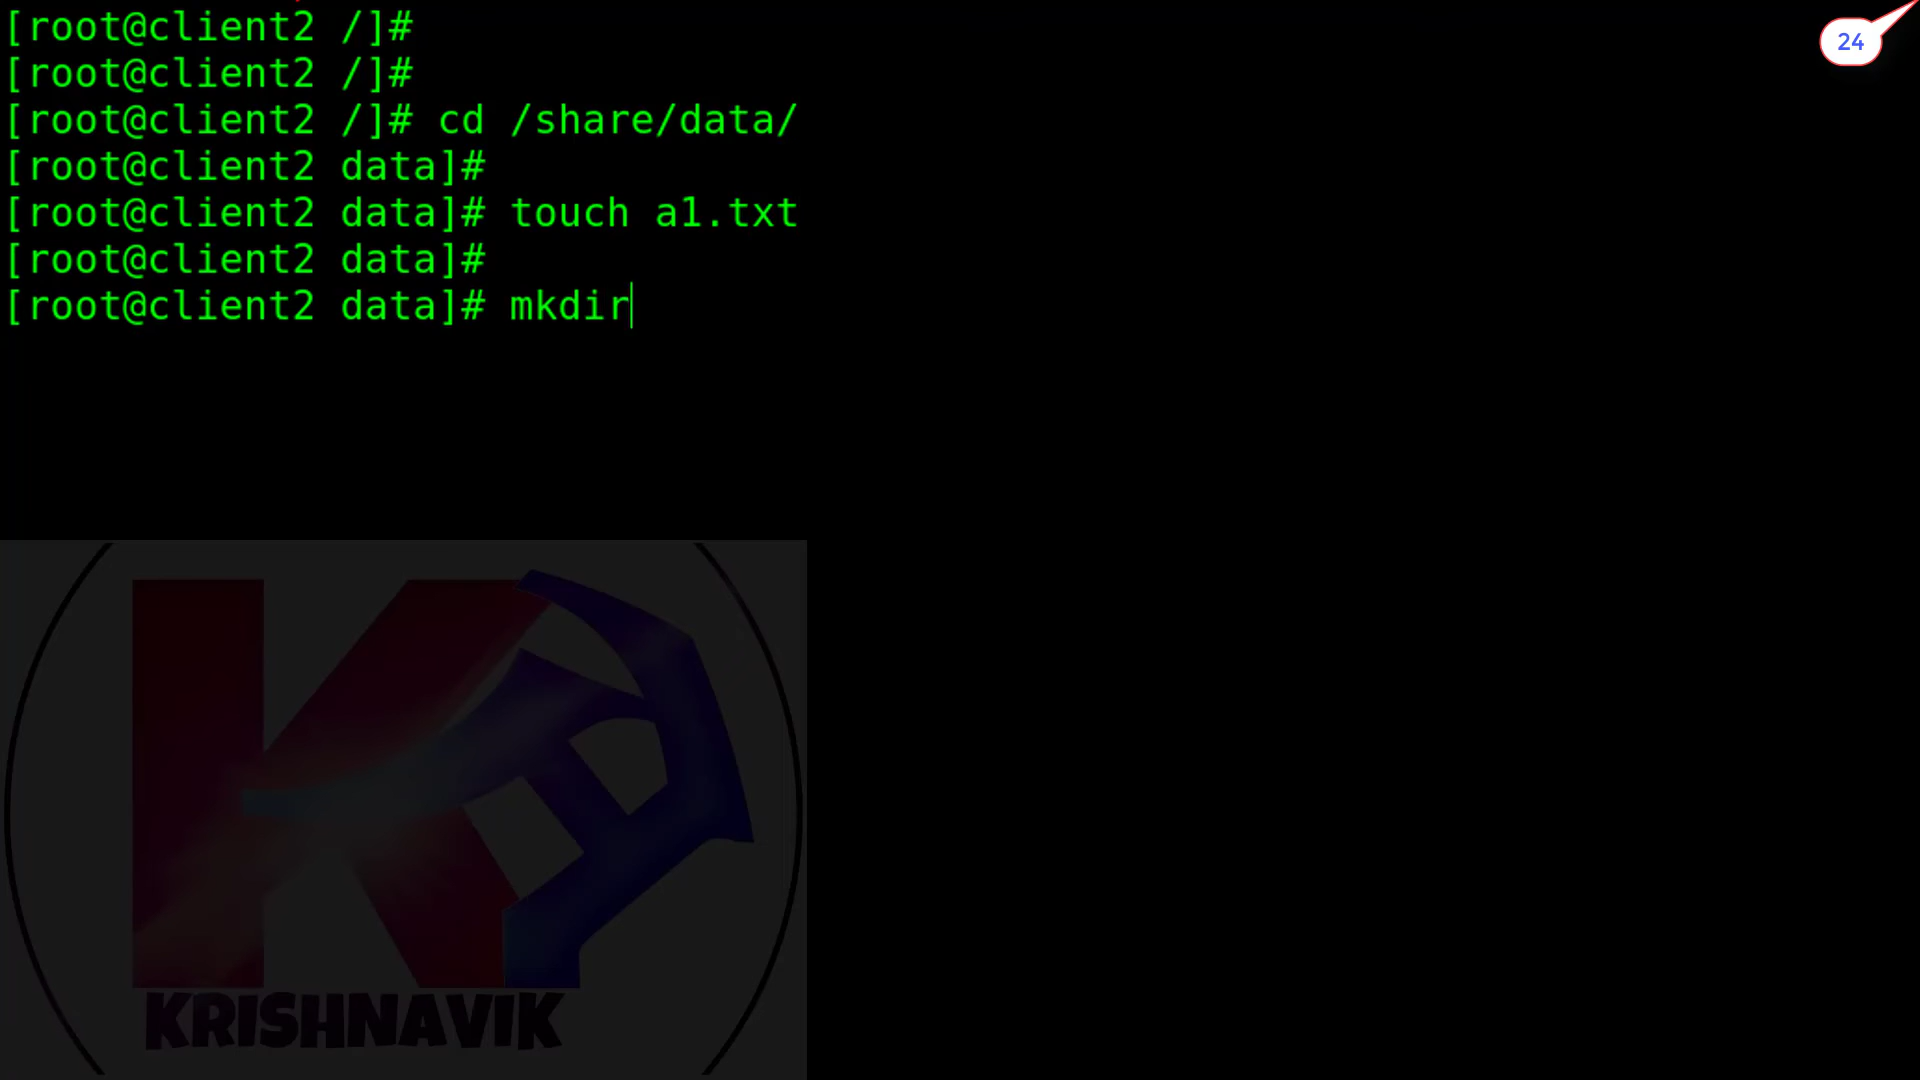 [root@client2 /]#
[root@client2 /]#
[root@client2 /]# cd /share/data/
[root@client2 data]#
[root@client2 data]# touch a1.txt
[root@client2 data]#
[root@client2 data]# mkdir
24
KRISHNAVIK